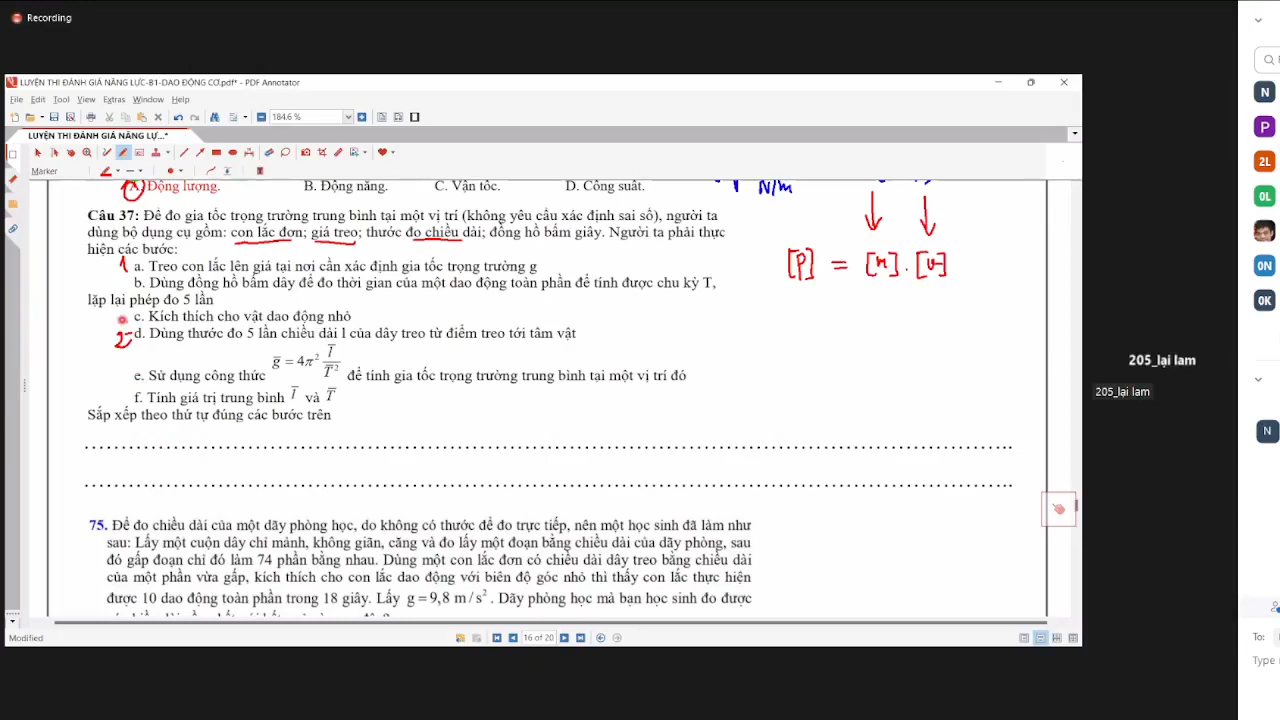 Recording
LUYỆN THI ĐÁNH GIÁ NĂNG LỰC-B1-DAO ĐỘNG CƠ.pdf* - PDF Annotator
File Edit Tool View Extras Window Help
184.6 %
LUYỆN THI ĐÁNH GIÁ NĂNG LỰ...*
Marker
A. Động lượng. B. Động năng. C. Vận tốc. D. Công suất.
N/m
Câu 37: Để đo gia tốc trọng trường trung bình tại một vị trí (không yêu cầu xác định sai số), người ta
dùng bộ dụng cụ gồm: con lắc đơn; giá treo; thước đo chiều dài; đồng hồ bấm giây. Người ta phải thực
hiện các bước:
1 a. Treo con lắc lên giá tại nơi cần xác định gia tốc trọng trường g
[P] = [k] . [v]
b. Dùng đồng hồ bấm dây để đo thời gian của một dao động toàn phần để tính được chu kỳ T,
lặp lại phép đo 5 lần
c. Kích thích cho vật dao động nhỏ
2 d. Dùng thước đo 5 lần chiều dài l của dây treo từ điểm treo tới tâm vật
e. Sử dụng công thức g̅ = 4π² l̅ / T̅² để tính gia tốc trọng trường trung bình tại một vị trí đó
f. Tính giá trị trung bình l̅ và T̅
Sắp xếp theo thứ tự đúng các bước trên
75. Để đo chiều dài của một dãy phòng học, do không có thước để đo trực tiếp, nên một học sinh đã làm như
sau: Lấy một cuộn dây chỉ mảnh, không giãn, căng và đo lấy một đoạn bằng chiều dài của dãy phòng, sau
đó gấp đoạn chỉ đó làm 74 phần bằng nhau. Dùng một con lắc đơn có chiều dài dây treo bằng chiều dài
của một phần vừa gấp, kích thích cho con lắc dao động với biên độ góc nhỏ thì thấy con lắc thực hiện
được 10 dao động toàn phần trong 18 giây. Lấy g = 9,8 m/s². Dãy phòng học mà bạn học sinh đo được
Modified
16 of 20
205_lại lam
205_lại lam
N
P
2L
0L
0N
0K
N
To:
Type